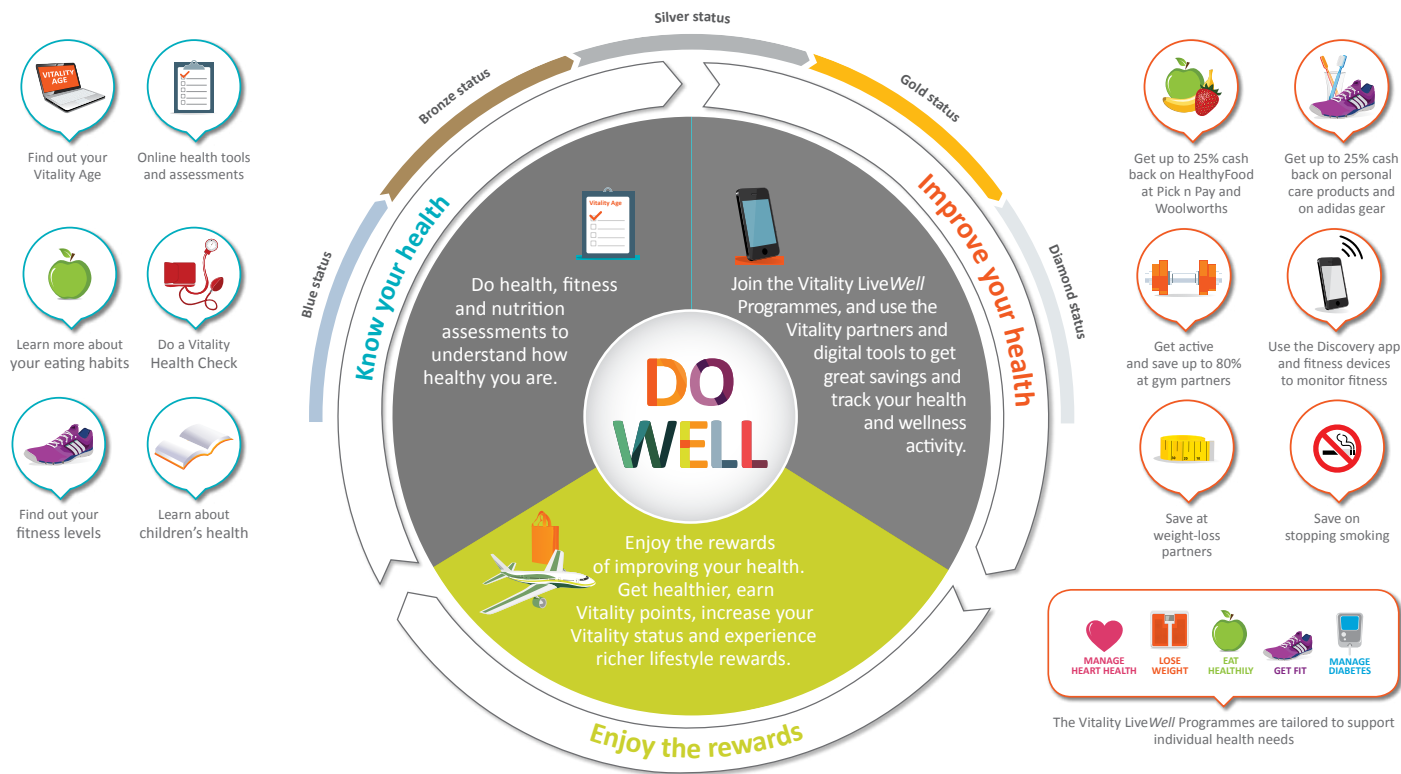 Silver status
Bronze status
Gold status
Blue status
Diamond status
VITALITY
AGE
Find out your
Vitality Age
Online health tools
and assessments
Learn more about
your eating habits
Do a Vitality
Health Check
Find out your
fitness levels
Learn about
children's health
Know your health
Vitality Age
Do health, fitness
and nutrition
assessments to
understand how
healthy you are.
Improve your health
Join the Vitality LiveWell
Programmes, and use the
Vitality partners and
digital tools to get
great savings and
track your health
and wellness
activity.
DO
WELL
Enjoy the rewards
of improving your health.
Get healthier, earn
Vitality points, increase your
Vitality status and experience
richer lifestyle rewards.
Enjoy the rewards
Get up to 25% cash
back on HealthyFood
at Pick n Pay and
Woolworths
Get up to 25% cash
back on personal
care products and
on adidas gear
Get active
and save up to 80%
at gym partners
Use the Discovery app
and fitness devices
to monitor fitness
Save at
weight-loss
partners
Save on
stopping smoking
MANAGE
HEART HEALTH
LOSE
WEIGHT
EAT
HEALTHILY
GET FIT
MANAGE
DIABETES
The Vitality LiveWell Programmes are tailored to support
individual health needs